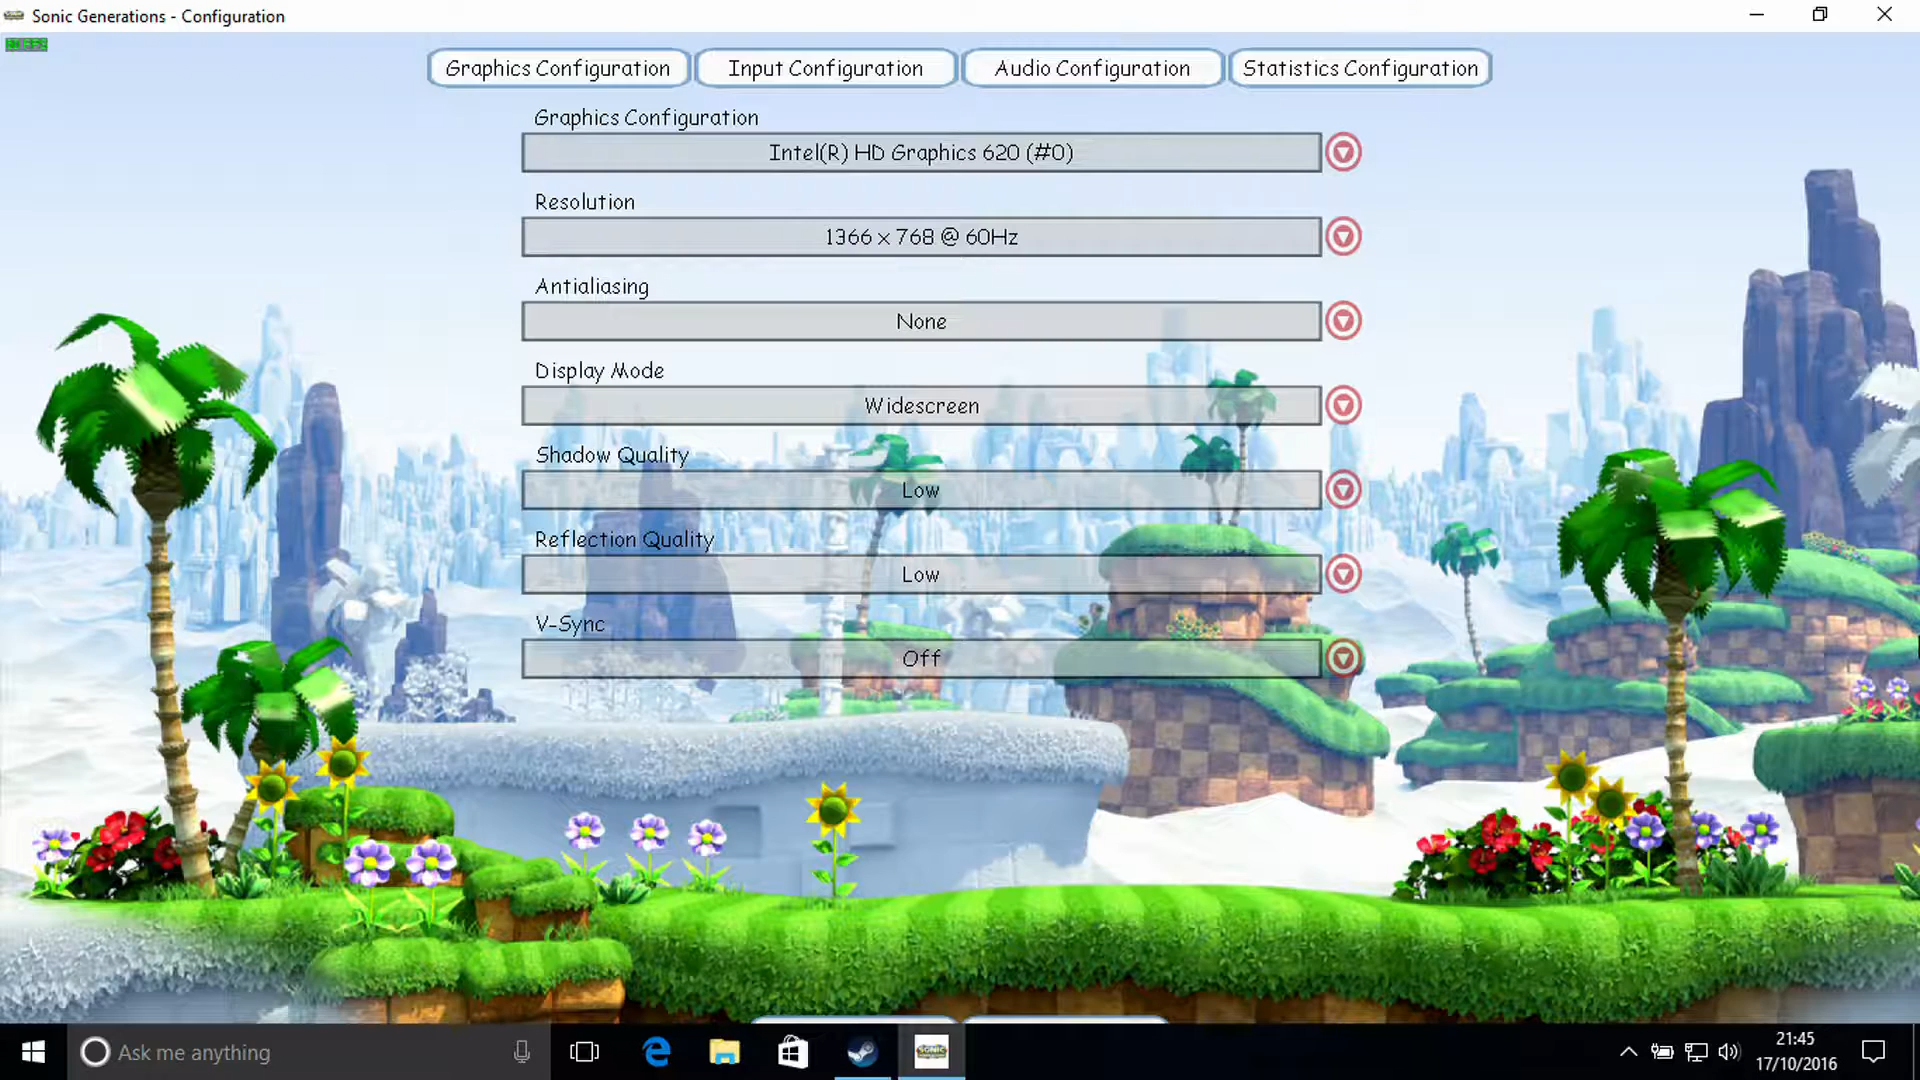 Sonic Generations - Configuration
Graphics Configuration
Input Configuration
Audio Configuration
Statistics Configuration
Graphics Configuration
Intel(R) HD Graphics 620 (#0)
Resolution
1366 x 768 @ 60Hz
Antialiasing
None
Display Mode
Widescreen
Shadow Quality
Low
Reflection Quality
Low
V-Sync
Off
Ask me anything
21:45
17/10/2016